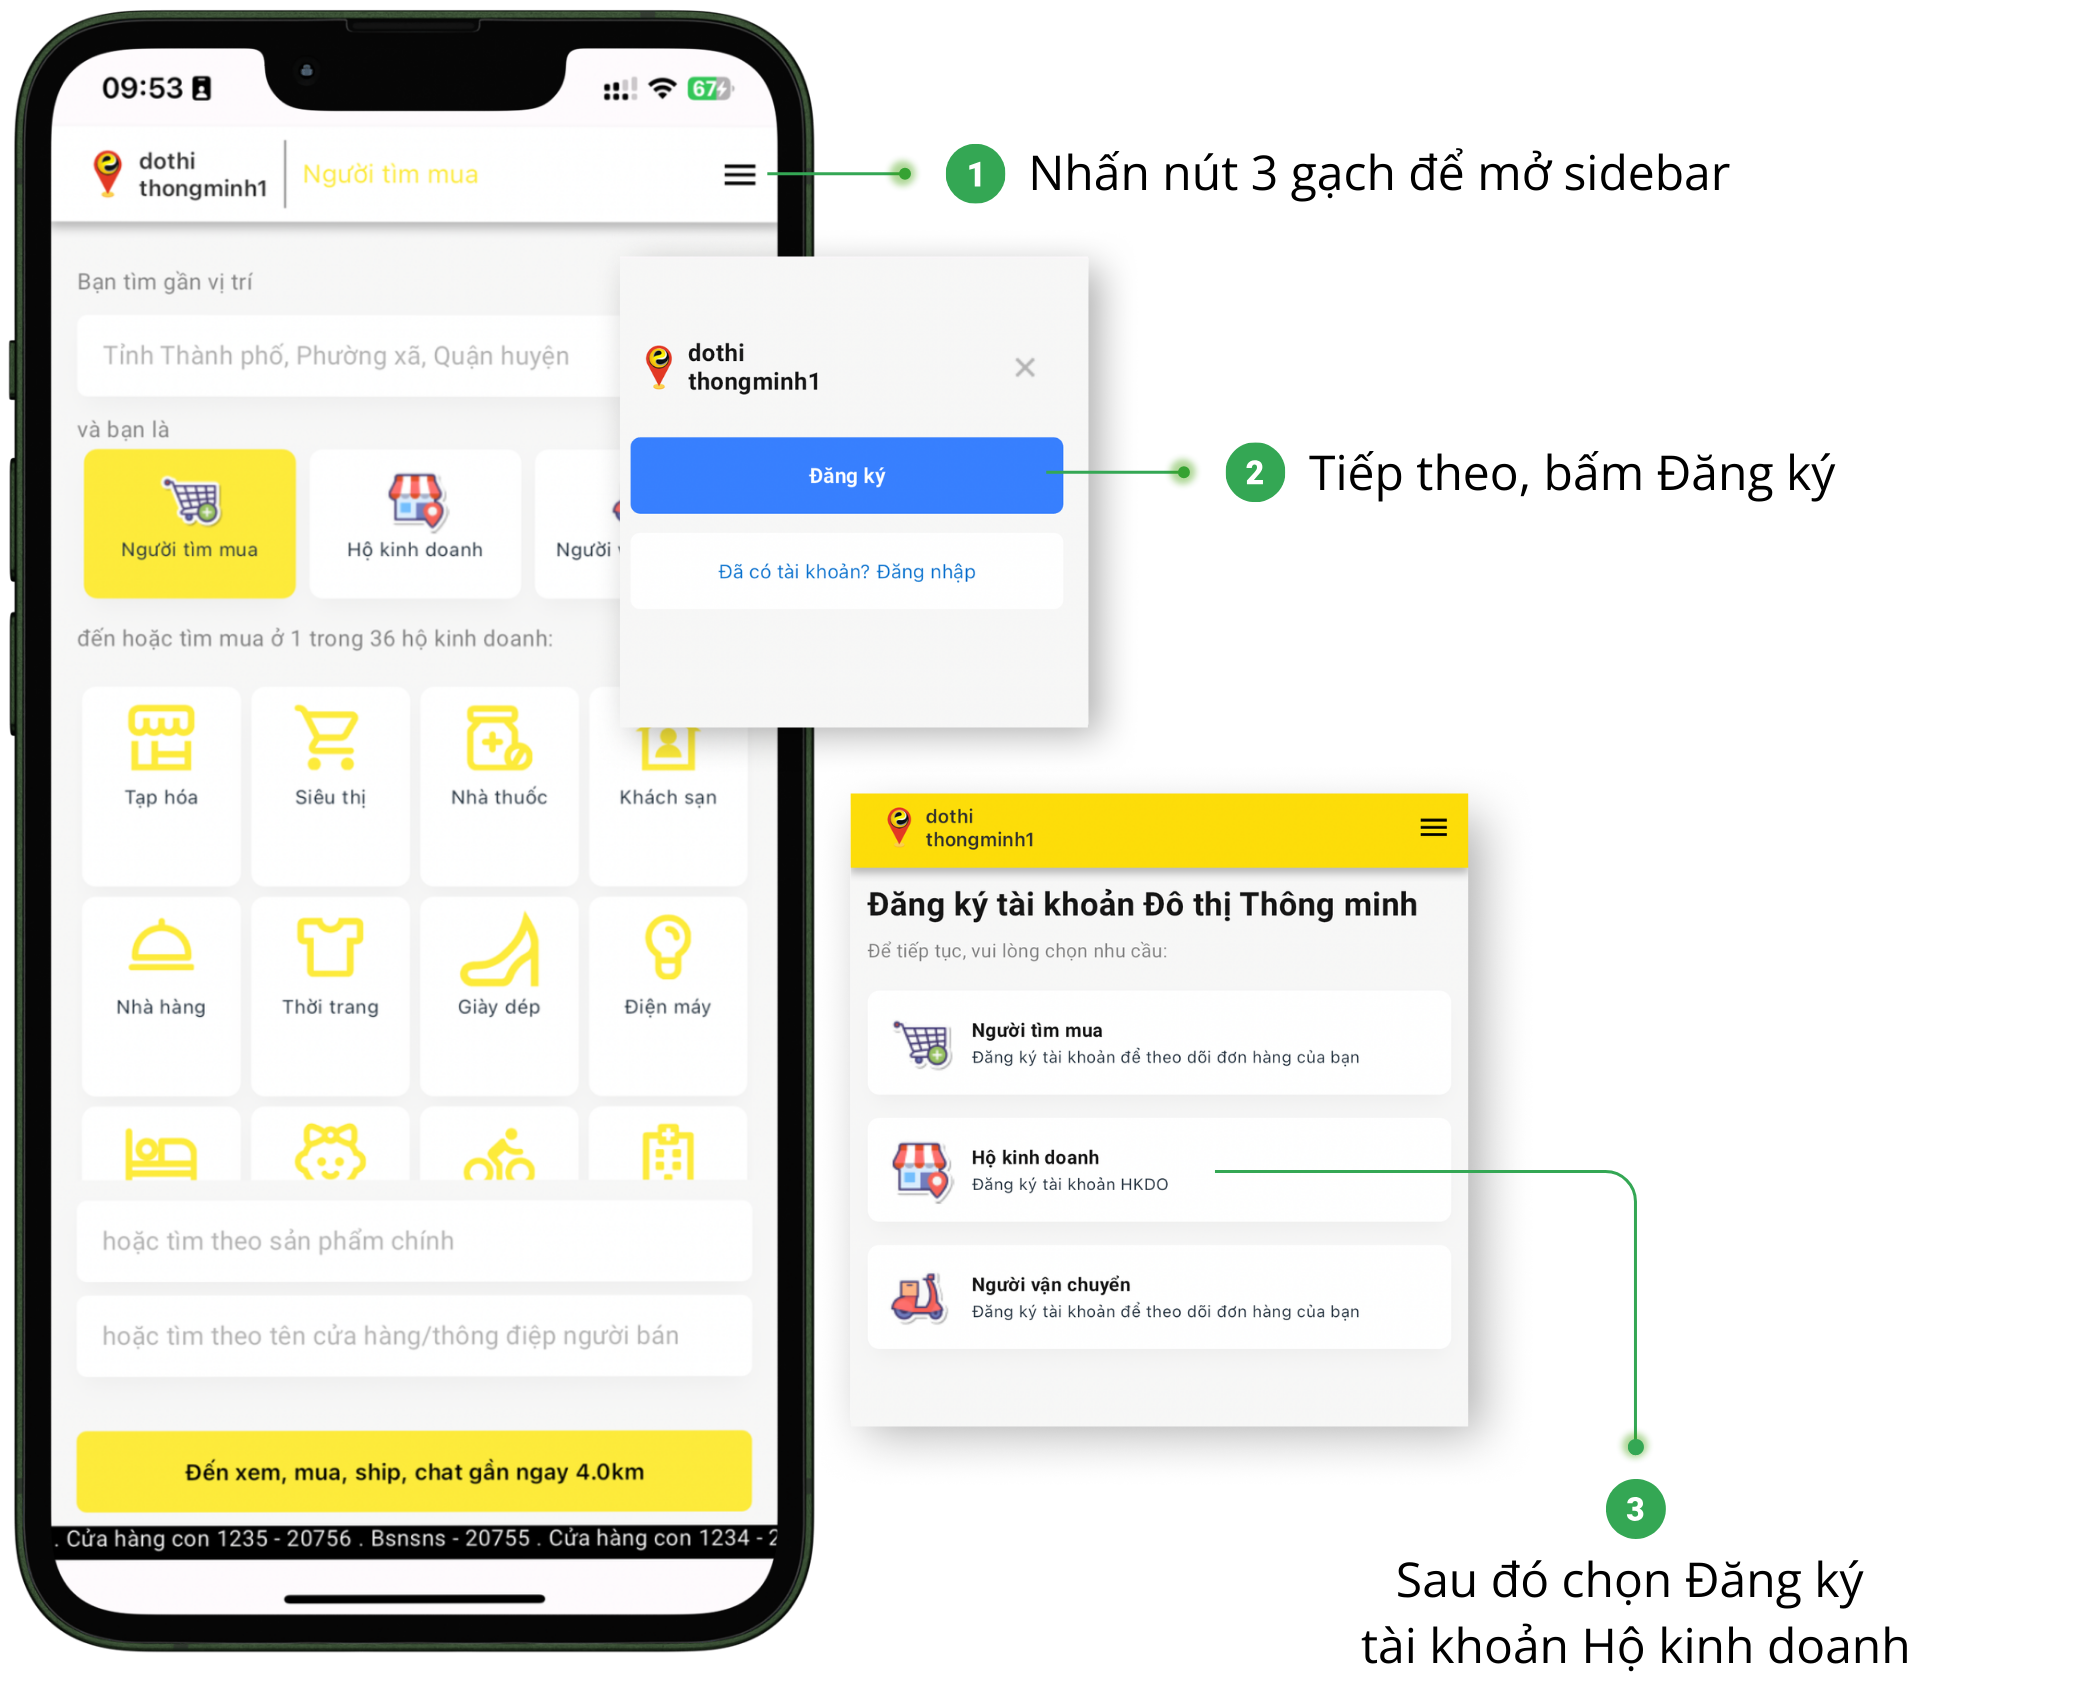 09:53
67
dothi
thongminh1
Người tìm mua
1 Nhấn nút 3 gạch để mở sidebar
Bạn tìm gần vị trí
Tỉnh Thành phố, Phường xã, Quận huyện
và bạn là
Người tìm mua
Hộ kinh doanh
Người
đến hoặc tìm mua ở 1 trong 36 hộ kinh doanh:
dothi
thongminh1
Đăng ký
Đã có tài khoản? Đăng nhập
2 Tiếp theo, bấm Đăng ký
Tạp hóa
Siêu thị
Nhà thuốc
Khách sạn
Nhà hàng
Thời trang
Giày dép
Điện máy
hoặc tìm theo sản phẩm chính
hoặc tìm theo tên cửa hàng/thông điệp người bán
Đến xem, mua, ship, chat gần ngay 4.0km
. Cửa hàng con 1235 - 20756 . Bsnsns - 20755 . Cửa hàng con 1234 - 2
dothi
thongminh1
Đăng ký tài khoản Đô thị Thông minh
Để tiếp tục, vui lòng chọn nhu cầu:
Người tìm mua
Đăng ký tài khoản để theo dõi đơn hàng của bạn
Hộ kinh doanh
Đăng ký tài khoản HKDO
Người vận chuyển
Đăng ký tài khoản để theo dõi đơn hàng của bạn
3
Sau đó chọn Đăng ký
tài khoản Hộ kinh doanh